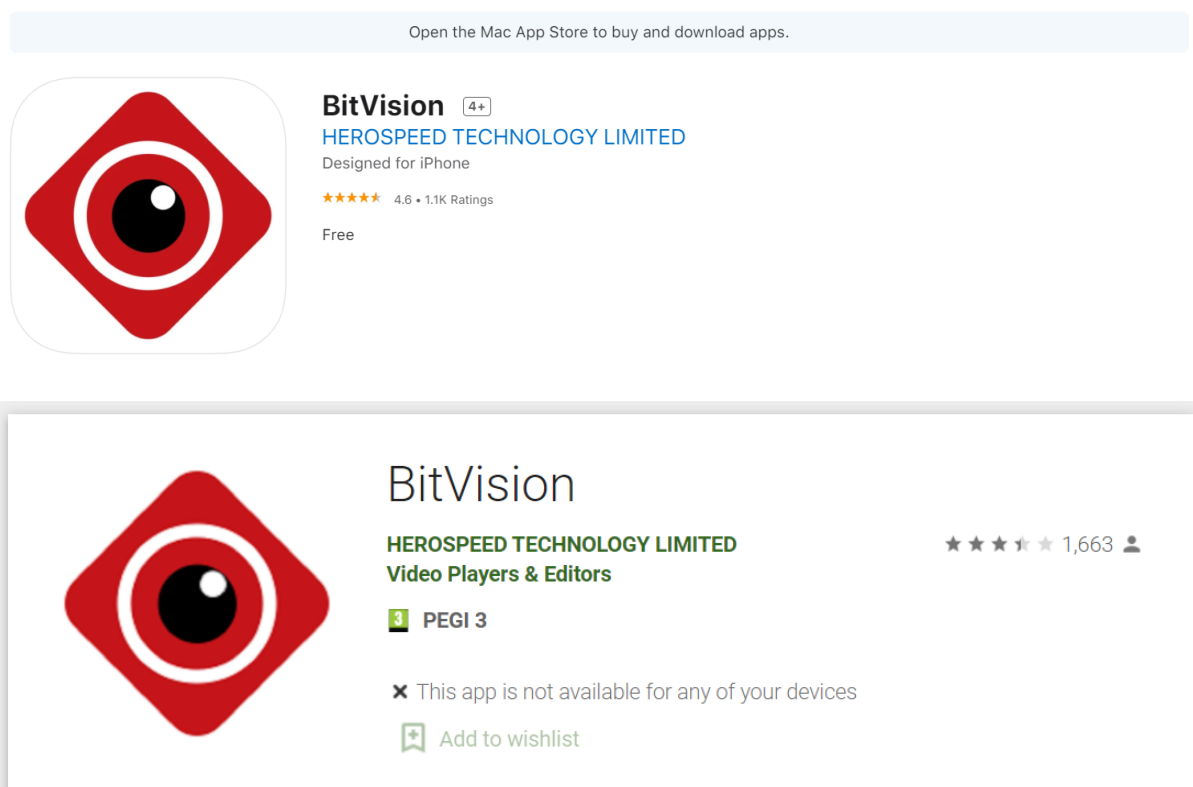 Open the Mac App Store to buy and download apps.
BitVision 4+
HEROSPEED TECHNOLOGY LIMITED
Designed for iPhone
4.6 • 1.1K Ratings
Free
BitVision
HEROSPEED TECHNOLOGY LIMITED 1,663
Video Players & Editors
3 PEGI 3
This app is not available for any of your devices
Add to wishlist